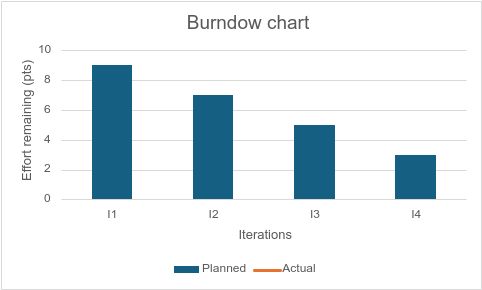 Burndow chart
Effort remaining (pts)
10
8
6
4
2
0
I1 I2 I3 I4
Iterations
Planned Actual